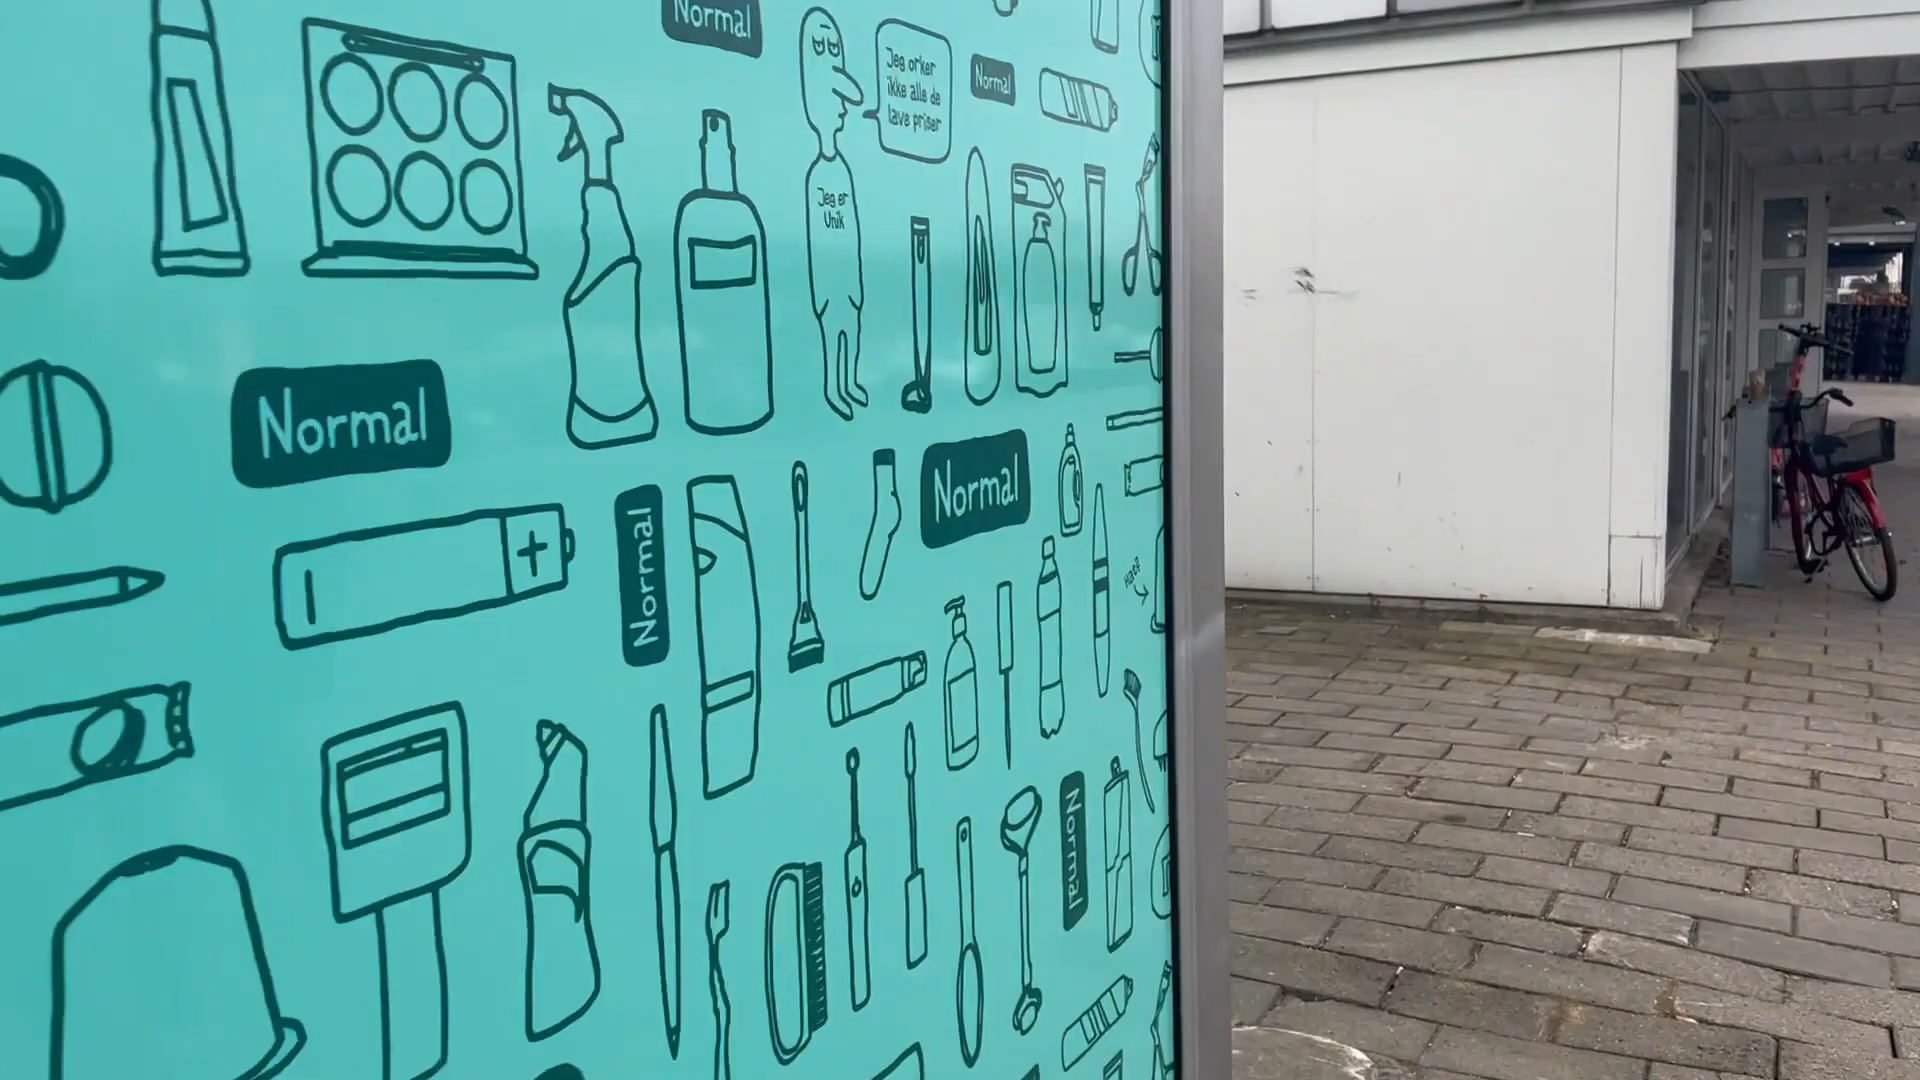 Normal
Jeg orker
ikke alle de
lave priser
Normal
Jeg er
Unik
Normal
Normal
Normal
Normal